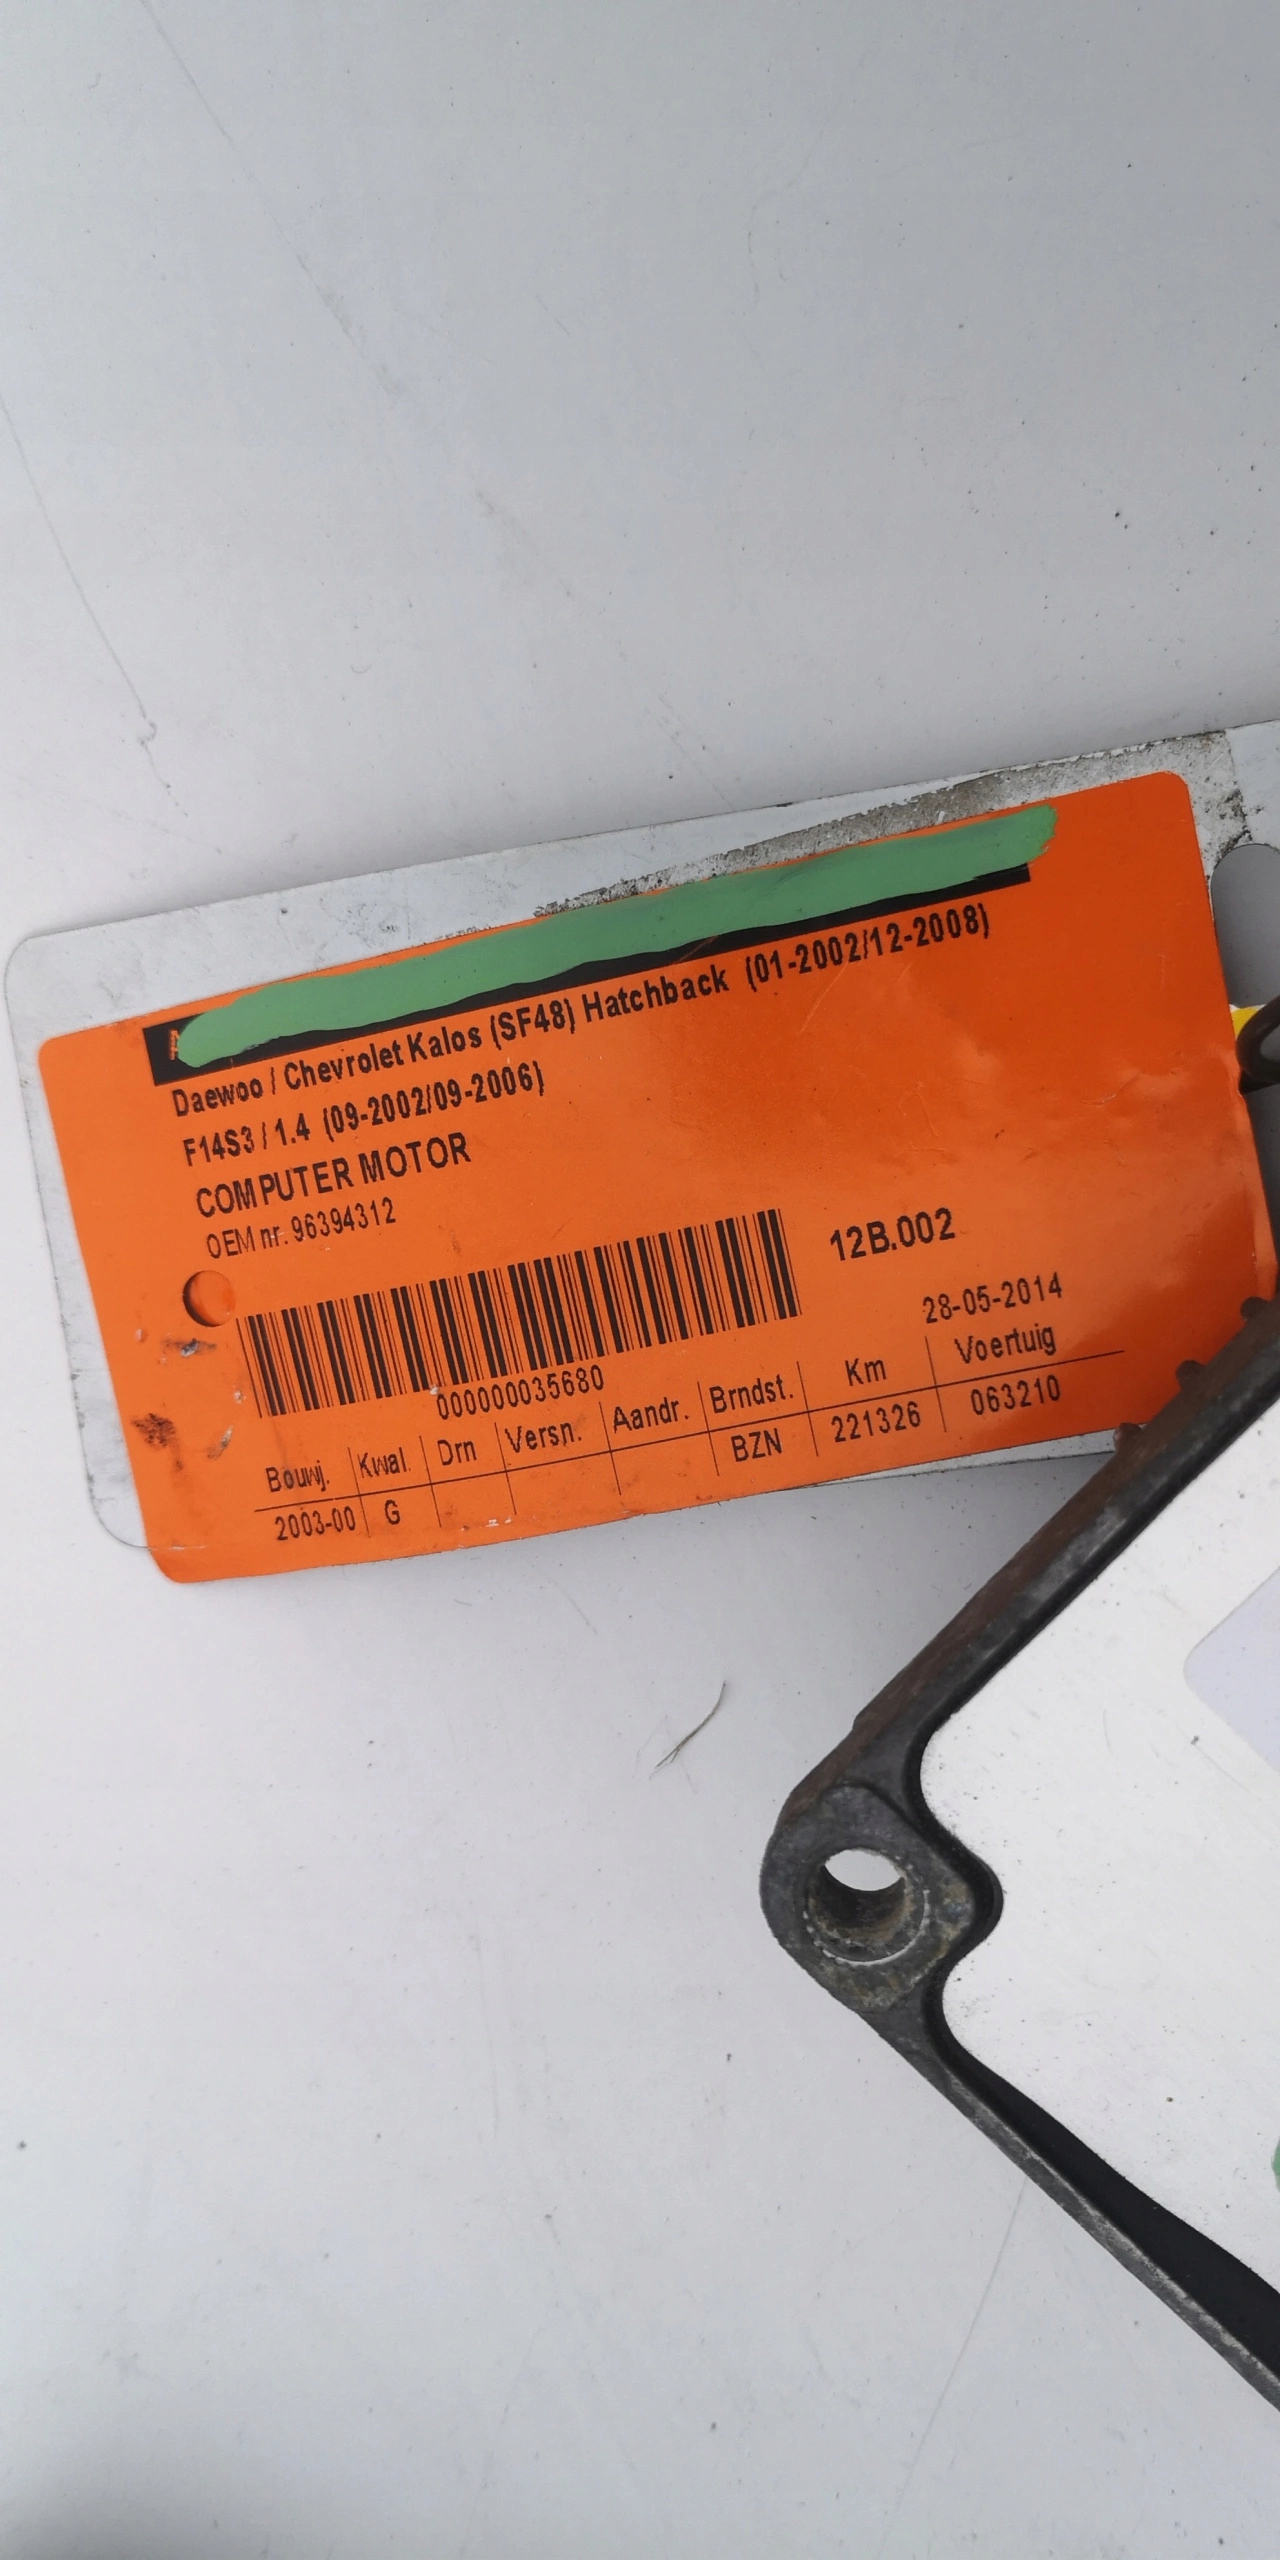 Daewoo / Chevrolet Kalos (SF48) Hatchback (01-2002/12-2008)
F14S3 / 1.4 (09-2002/09-2006)
COMPUTER MOTOR
OEM nr. 96394312
12B.002
000000035680
28-05-2014
Bouwj. Kwal. Drn Versn. Aandr. Brndst. Km Voertuig
2003-00 G BZN 221326 063210